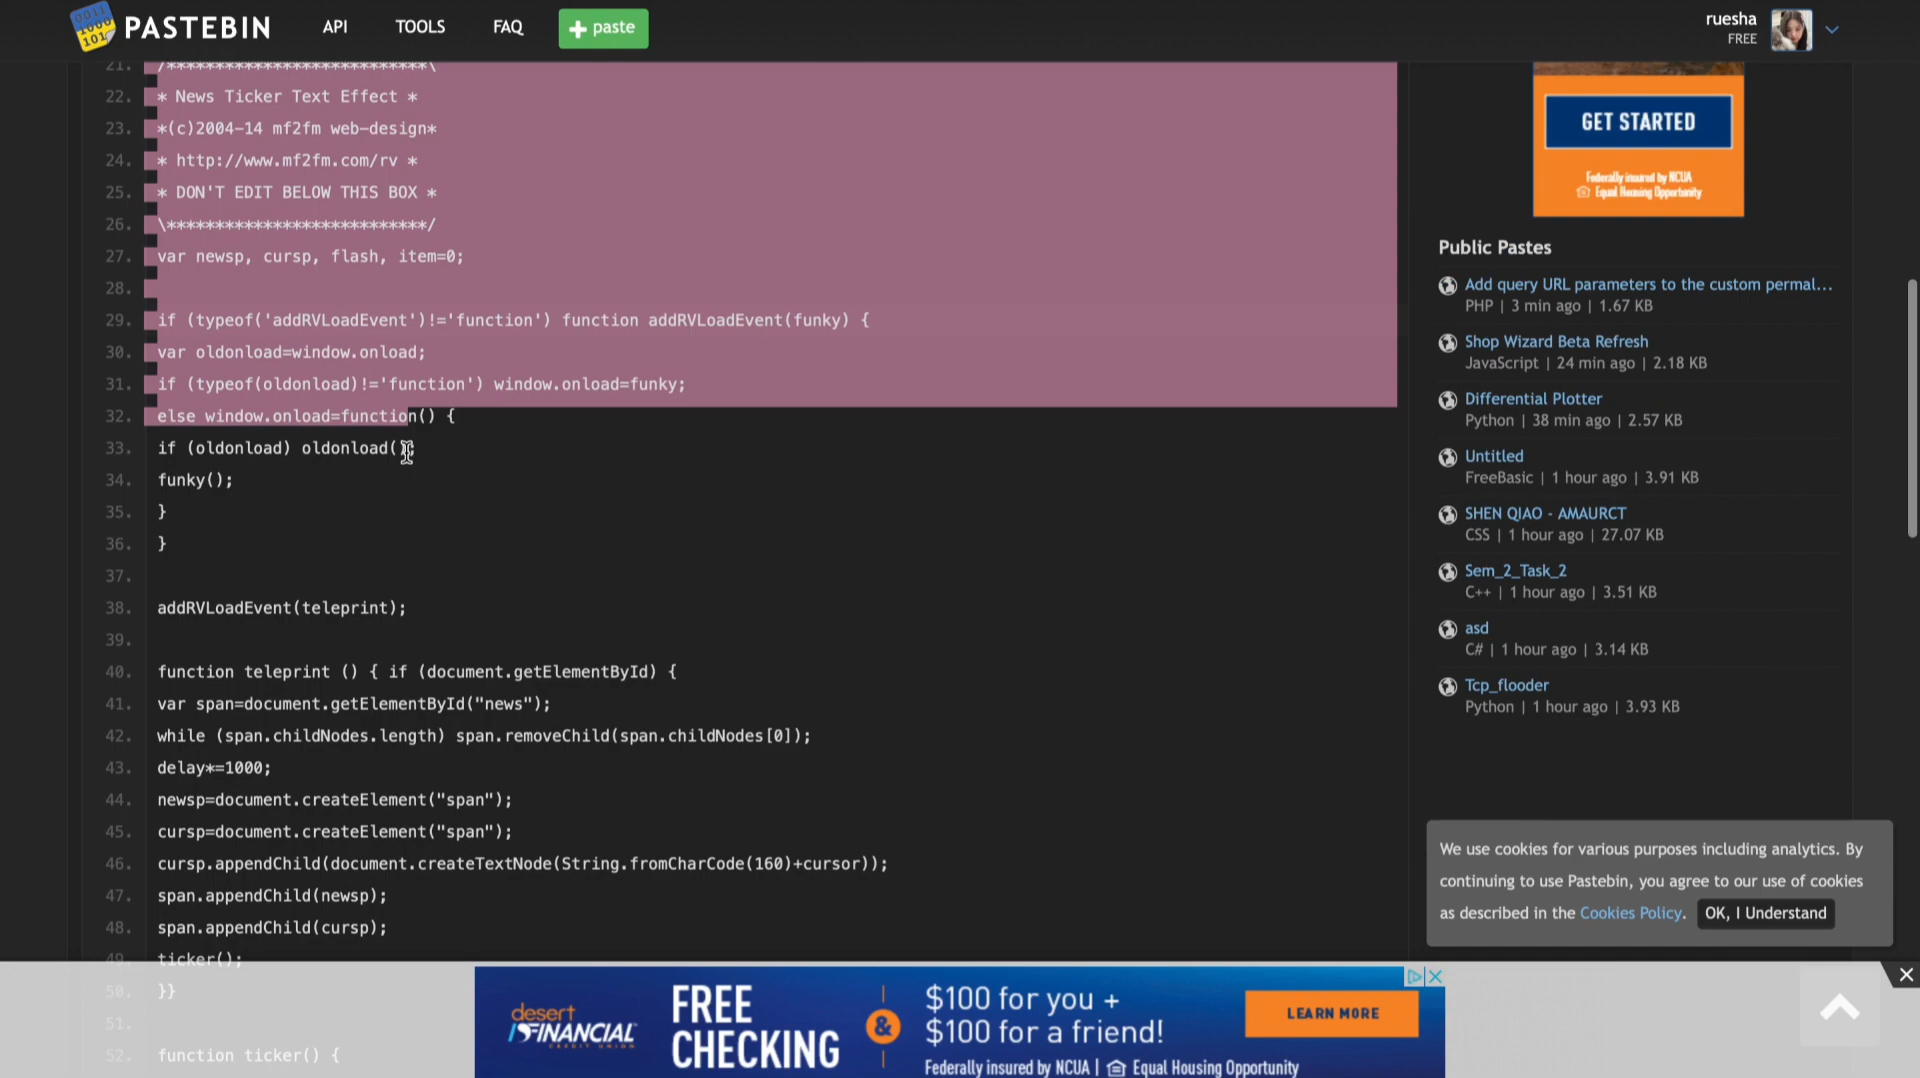 PASTEBIN
API
TOOLS
FAQ
paste
ruesha
FREE
21. /***************************\
22. * News Ticker Text Effect *
23. *(c)2004-14 mf2fm web-design*
24. * http://www.mf2fm.com/rv *
25. * DON'T EDIT BELOW THIS BOX *
26. \***************************/
27. var newsp, cursp, flash, item=0;
28.
29. if (typeof('addRVLoadEvent')!='function') function addRVLoadEvent(funky) {
30. var oldonload=window.onload;
31. if (typeof(oldonload)!='function') window.onload=funky;
32. else window.onload=function() {
33. if (oldonload) oldonload();
34. funky();
35. }
36. }
37.
38. addRVLoadEvent(teleprint);
39.
40. function teleprint () { if (document.getElementById) {
41. var span=document.getElementById("news");
42. while (span.childNodes.length) span.removeChild(span.childNodes[0]);
43. delay*=1000;
44. newsp=document.createElement("span");
45. cursp=document.createElement("span");
46. cursp.appendChild(document.createTextNode(String.fromCharCode(160)+cursor));
47. span.appendChild(newsp);
48. span.appendChild(cursp);
49. ticker();
50. }}
51.
52. function ticker() {
GET STARTED
Federally insured by NCUA
Equal Housing Opportunity
Public Pastes
Add query URL parameters to the custom permal...
PHP | 3 min ago | 1.67 KB
Shop Wizard Beta Refresh
JavaScript | 24 min ago | 2.18 KB
Differential Plotter
Python | 38 min ago | 2.57 KB
Untitled
FreeBasic | 1 hour ago | 3.91 KB
SHEN QIAO - AMAURCT
CSS | 1 hour ago | 27.07 KB
Sem_2_Task_2
C++ | 1 hour ago | 3.51 KB
asd
C# | 1 hour ago | 3.14 KB
Tcp_flooder
Python | 1 hour ago | 3.93 KB
We use cookies for various purposes including analytics. By
continuing to use Pastebin, you agree to our use of cookies
as described in the Cookies Policy. OK, I Understand
desert
FINANCIAL
CREDIT UNION
FREE
CHECKING
&
$100 for you +
$100 for a friend!
Federally insured by NCUA | Equal Housing Opportunity
LEARN MORE